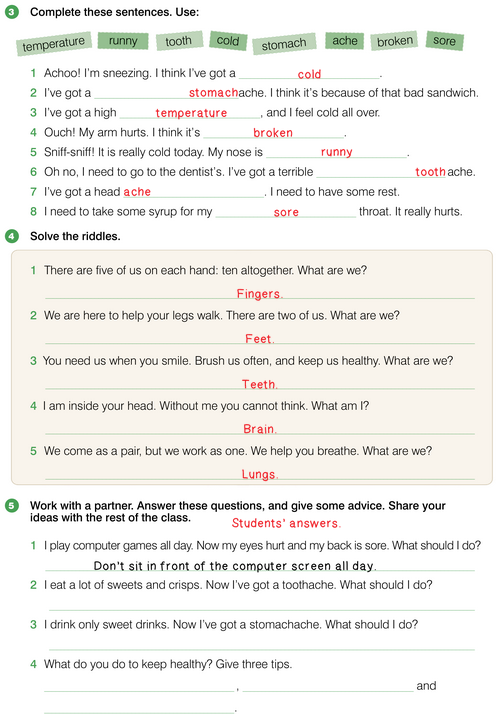 3 Complete these sentences. Use:
temperature runny tooth cold stomach ache broken sore
1 Achoo! I'm sneezing. I think I've got a cold.
2 I've got a stomachache. I think it's because of that bad sandwich.
3 I've got a high temperature, and I feel cold all over.
4 Ouch! My arm hurts. I think it's broken.
5 Sniff-sniff! It is really cold today. My nose is runny.
6 Oh no, I need to go to the dentist's. I've got a terrible toothache.
7 I've got a head ache. I need to have some rest.
8 I need to take some syrup for my sore throat. It really hurts.
4 Solve the riddles.
1 There are five of us on each hand: ten altogether. What are we?
Fingers.
2 We are here to help your legs walk. There are two of us. What are we?
Feet.
3 You need us when you smile. Brush us often, and keep us healthy. What are we?
Teeth.
4 I am inside your head. Without me you cannot think. What am I?
Brain.
5 We come as a pair, but we work as one. We help you breathe. What are we?
Lungs.
5 Work with a partner. Answer these questions, and give some advice. Share your
ideas with the rest of the class.
Students' answers.
1 I play computer games all day. Now my eyes hurt and my back is sore. What should I do?
Don't sit in front of the computer screen all day.
2 I eat a lot of sweets and crisps. Now I've got a toothache. What should I do?
3 I drink only sweet drinks. Now I've got a stomachache. What should I do?
4 What do you do to keep healthy? Give three tips.
, and
.